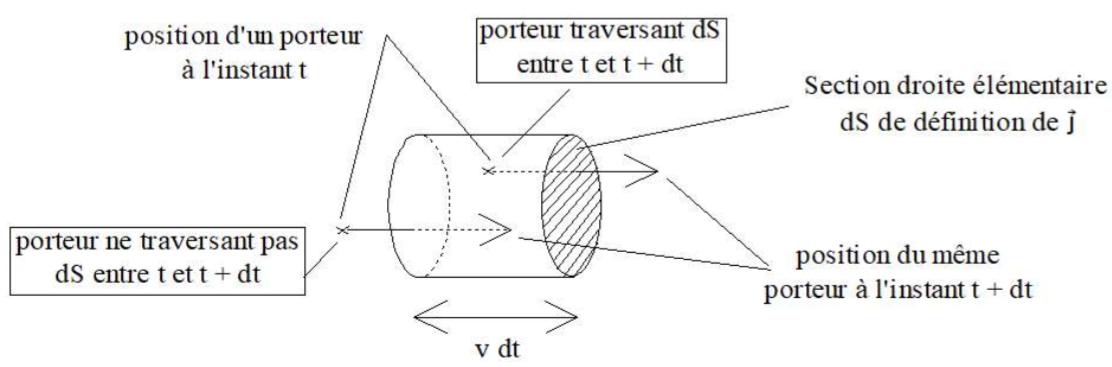 position d'un porteur
à l'instant t
porteur traversant dS
entre t et t + dt
Section droite élémentaire
dS de définition de j⃗
porteur ne traversant pas
dS entre t et t + dt
position du même
porteur à l'instant t + dt
v dt